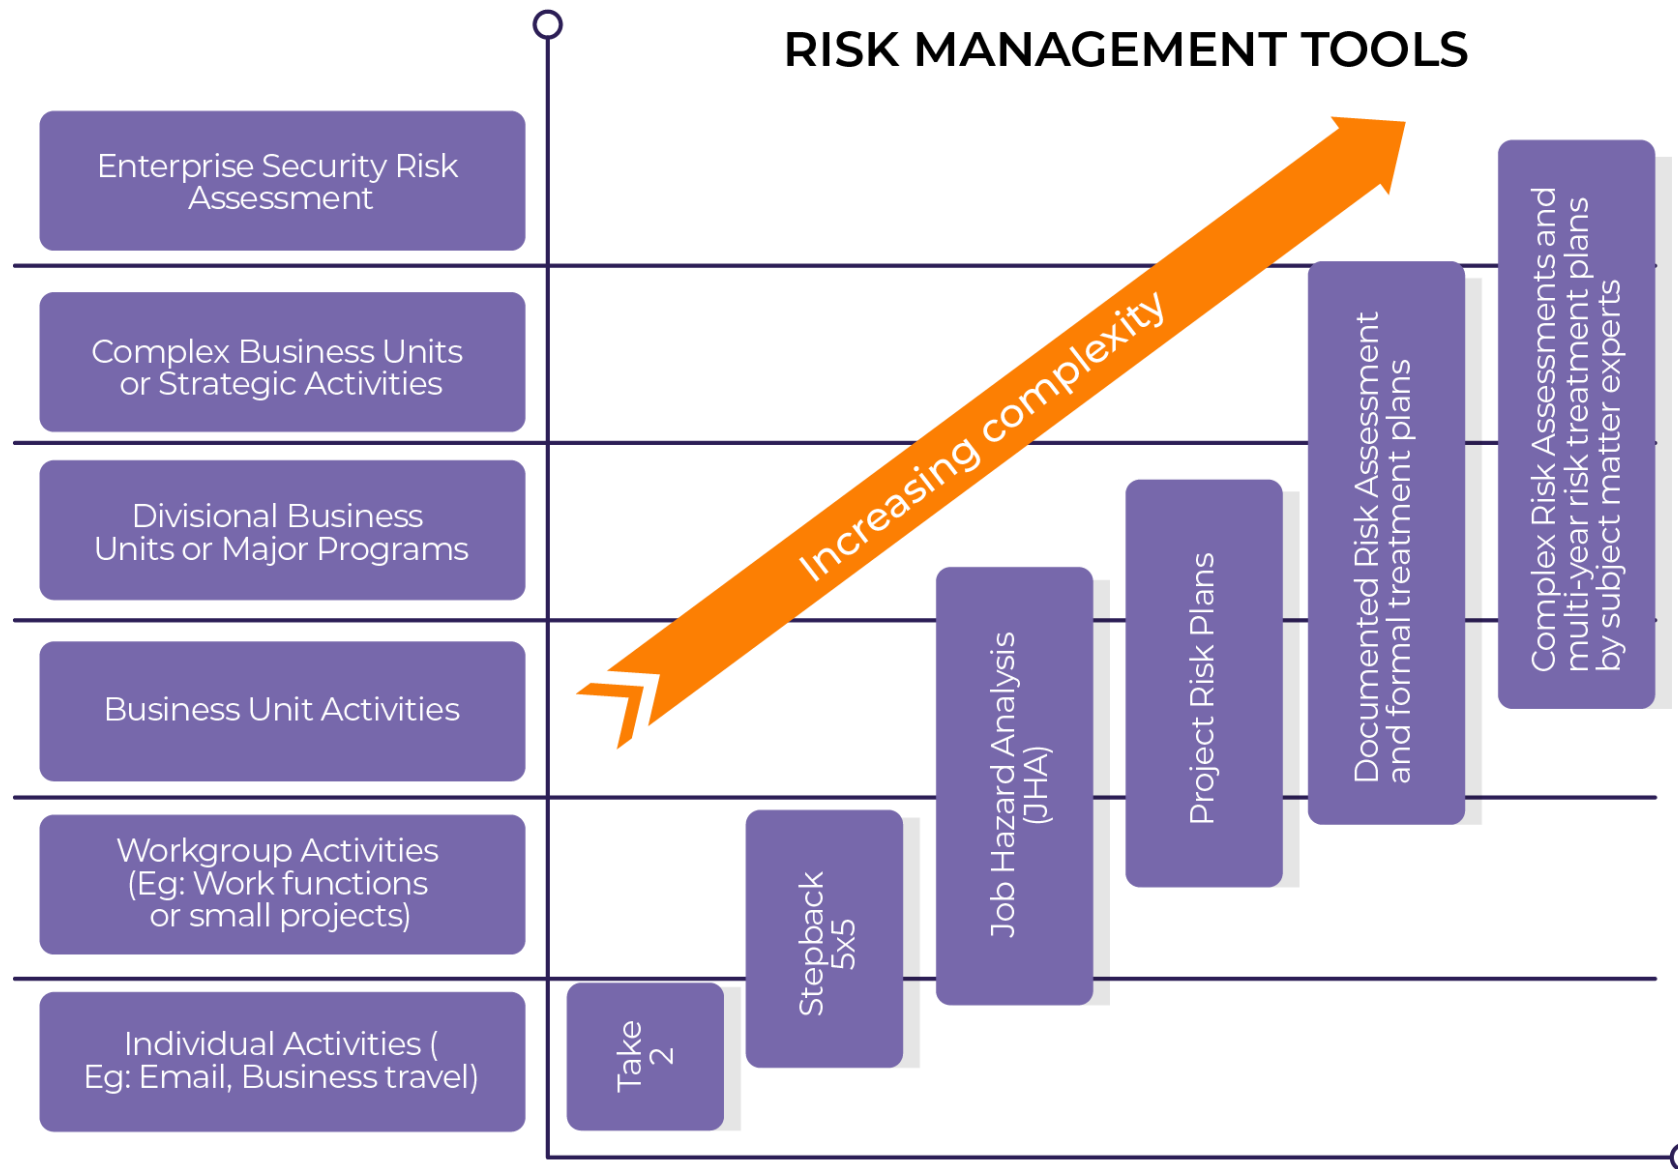 RISK MANAGEMENT TOOLS
Enterprise Security Risk
Assessment
Complex Business Units
or Strategic Activities
Divisional Business
Units or Major Programs
Business Unit Activities
Workgroup Activities
(Eg: Work functions
or small projects)
Individual Activities (
Eg: Email, Business travel)
Increasing complexity
Take
2
Stepback
5x5
Job Hazard Analysis
(JHA)
Project Risk Plans
Documented Risk Assessment
and formal treatment plans
Complex Risk Assessments and
multi-year risk treatment plans
by subject matter experts